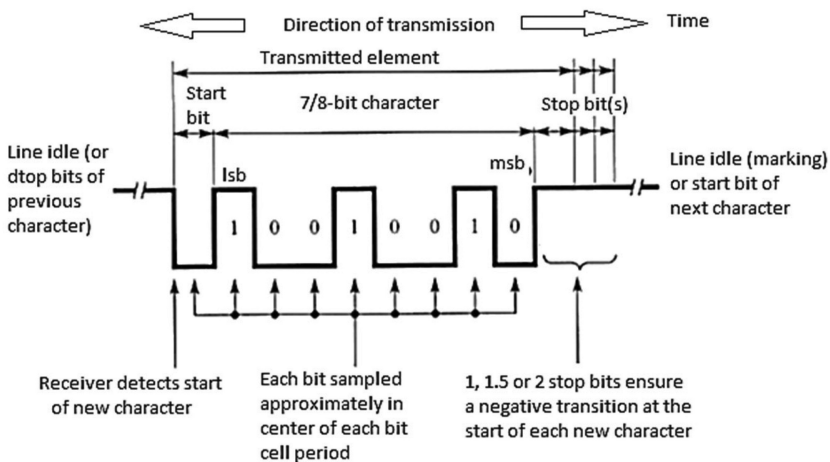 Direction of transmission
Time
Transmitted element
Start
bit
7/8-bit character
Stop bit(s)
Line idle (or
dtop bits of
previous
character)
lsb
msb
Line idle (marking)
or start bit of
next character
1 0 0 1 0 0 1 0
Receiver detects start
of new character
Each bit sampled
approximately in
center of each bit
cell period
1, 1.5 or 2 stop bits ensure
a negative transition at the
start of each new character